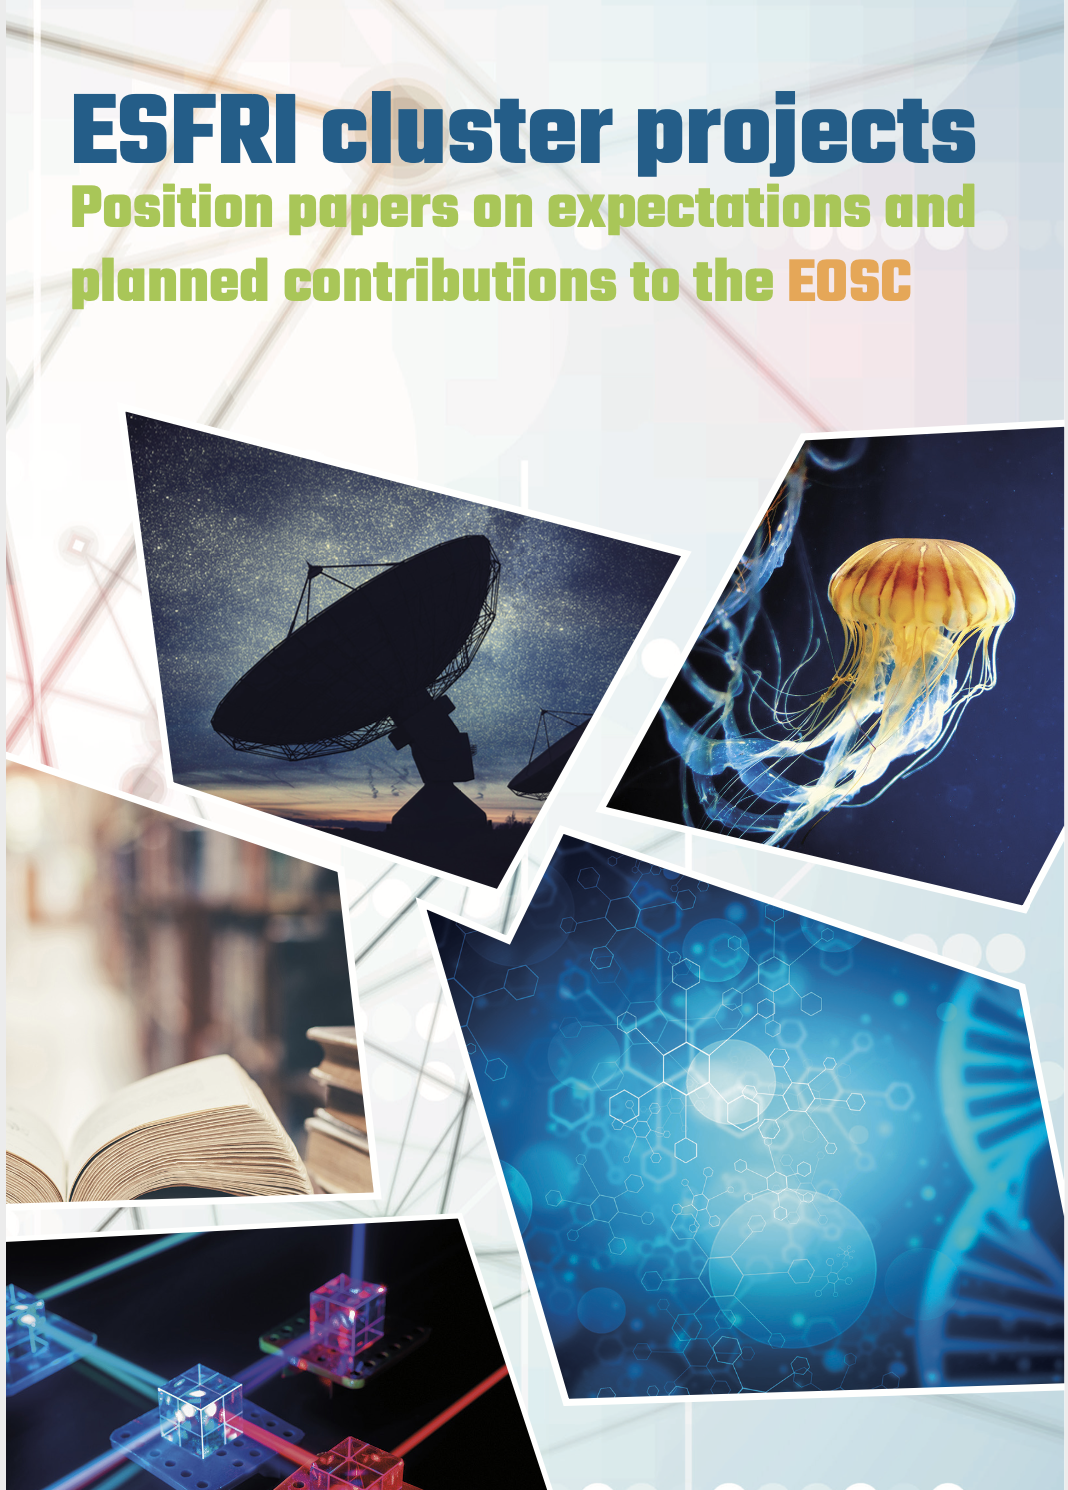 ESFRI cluster projects
Position papers on expectations and
planned contributions to the EOSC